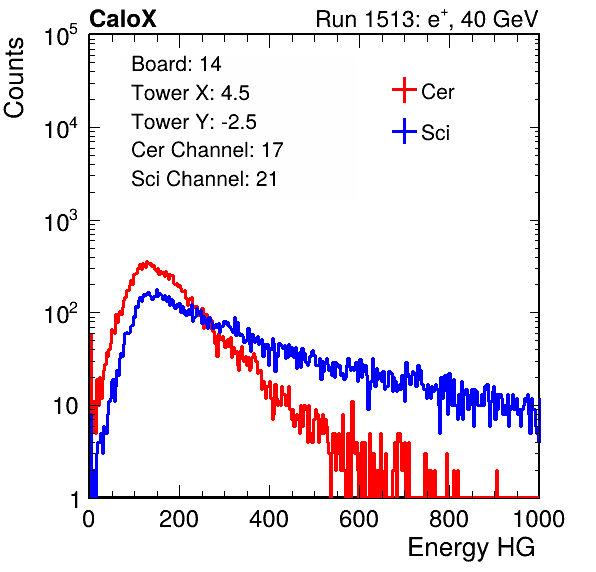 CaloX Run 1513: e⁺, 40 GeV
Counts
Board: 14
Tower X: 4.5
Tower Y: -2.5
Cer Channel: 17
Sci Channel: 21
Cer
Sci
10⁵
10⁴
10³
10²
10
1
0 200 400 600 800 1000
Energy HG